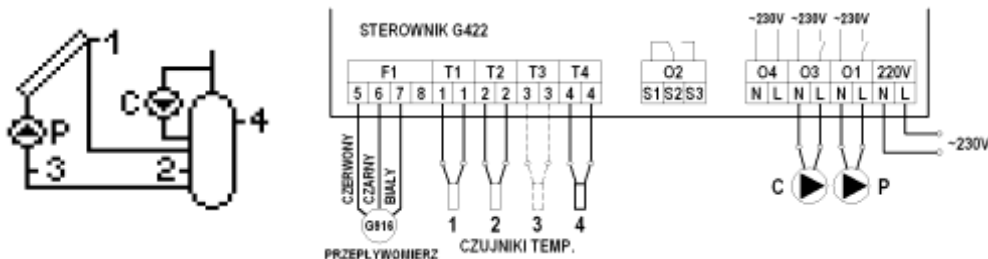 1
C
4
P
3
2
STEROWNIK G422
~230V ~230V ~230V
F1 T1 T2 T3 T4 O2 O4 O3 O1 220V
5 6 7 8 1 1 2 2 3 3 4 4 S1 S2 S3 N L N L N L N L
~230V
CZERWONY
CZARNY
BIAŁY
G916
1 2 3 4
C P
PRZEPŁYWOMIERZ
CZUJNIKI TEMP.